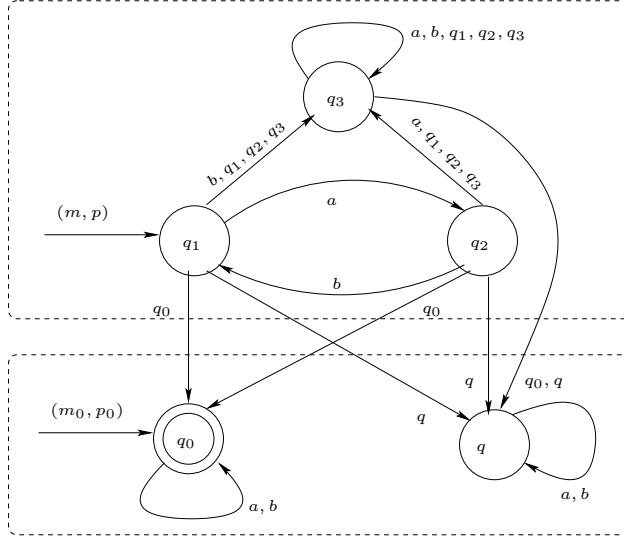 a, b, q1, q2, q3
q3
b, q1, q2, q3
a, q1, q2, q3
a
(m, p)
q1
q2
b
q0
q0
q
q0, q
(m0, p0)
q
q0
q
a, b
a, b